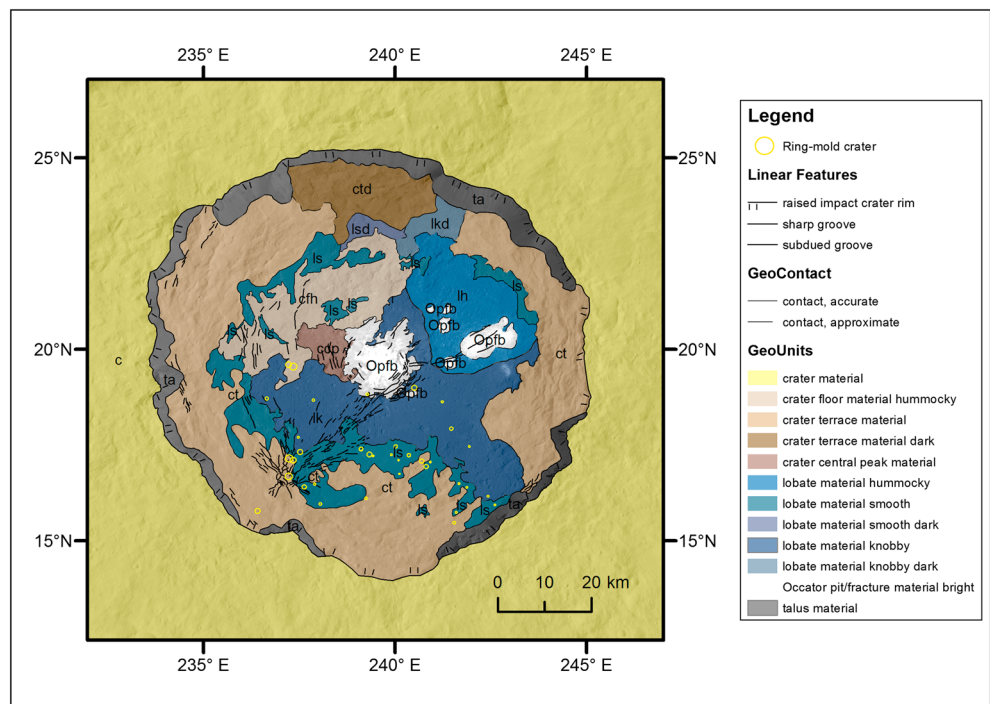 235° E 240° E 245° E
25°N 25°N
20°N 20°N
15°N 15°N
235° E 240° E 245° E
ctd
ta
lsd
lkd
ls
ls
ls
lh
cfh
ls
ls
Opfb
Opfb
ls
ls
Opfb
ccp
Opfb
Opfb
c
ta
ct
ct
Opfb
lk
ls
ct
ct
ls
ls
ls
ta
ta
0 10 20 km
Legend
Ring-mold crater
Linear Features
raised impact crater rim
sharp groove
subdued groove
GeoContact
contact, accurate
contact, approximate
GeoUnits
crater material
crater floor material hummocky
crater terrace material
crater terrace material dark
crater central peak material
lobate material hummocky
lobate material smooth
lobate material smooth dark
lobate material knobby
lobate material knobby dark
Occator pit/fracture material bright
talus material